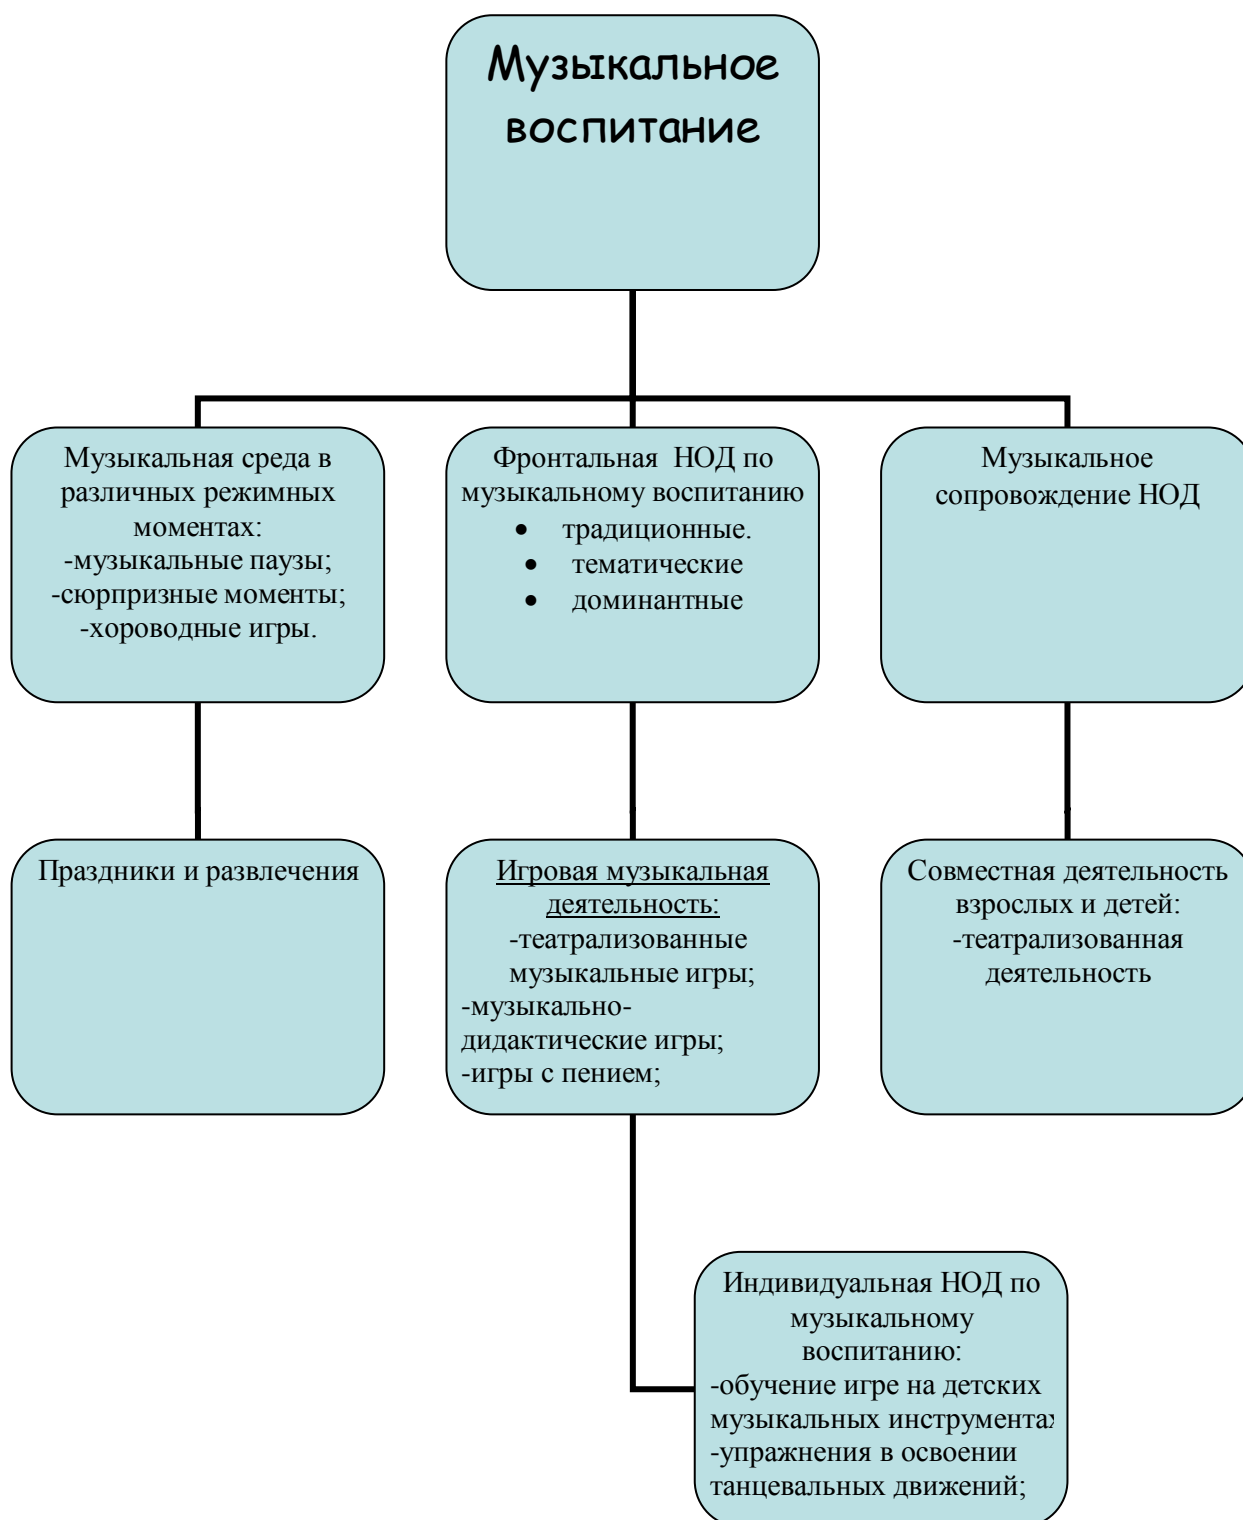 Музыкальное
воспитание
Музыкальная среда в
различных режимных
моментах:
-музыкальные паузы;
-сюрпризные моменты;
-хороводные игры.
Фронтальная НОД по
музыкальному воспитанию
• традиционные.
• тематические
• доминантные
Музыкальное
сопровождение НОД
Праздники и развлечения
Игровая музыкальная
деятельность:
-театрализованные
музыкальные игры;
-музыкально-
дидактические игры;
-игры с пением;
Совместная деятельность
взрослых и детей:
-театрализованная
деятельность
Индивидуальная НОД по
музыкальному
воспитанию:
-обучение игре на детских
музыкальных инструментах
-упражнения в освоении
танцевальных движений;